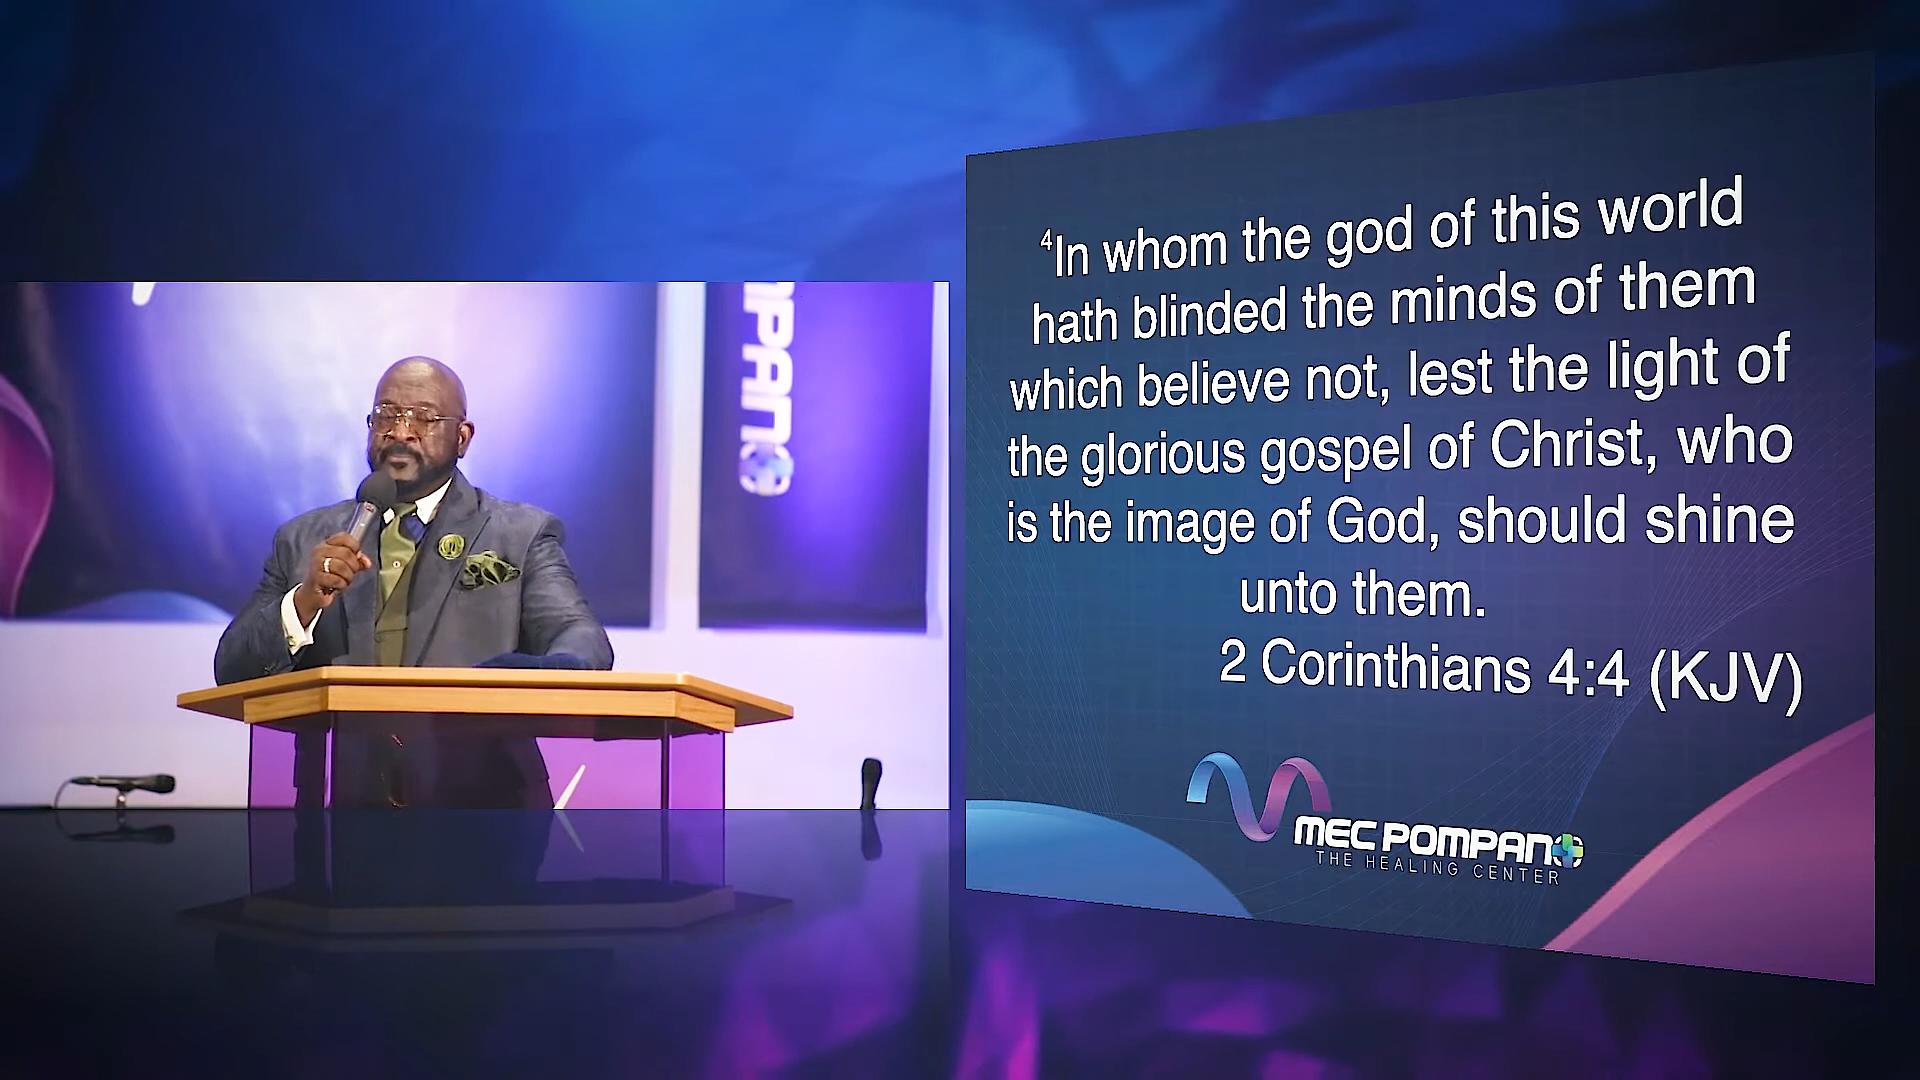 MPANO
⁴In whom the god of this world
hath blinded the minds of them
which believe not, lest the light of
the glorious gospel of Christ, who
is the image of God, should shine
unto them.
2 Corinthians 4:4 (KJV)
MEC POMPANO
THE HEALING CENTER